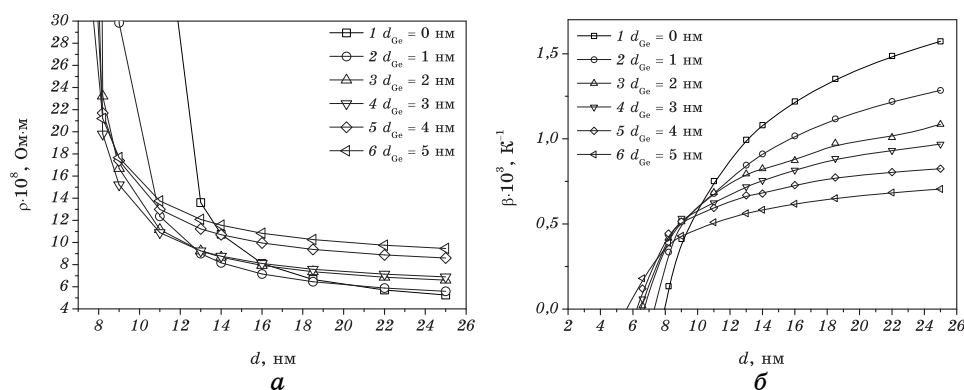 30
28
26
24
22
20
18
16
14
12
10
8
6
4
ρ·10⁸, Ом·м
8 10 12 14 16 18 20 22 24 26
d, нм
а
1 d_Ge = 0 нм
2 d_Ge = 1 нм
3 d_Ge = 2 нм
4 d_Ge = 3 нм
5 d_Ge = 4 нм
6 d_Ge = 5 нм
1,5
1,0
0,5
0,0
β·10³, К⁻¹
2 4 6 8 10 12 14 16 18 20 22 24 26
d, нм
б
1 d_Ge = 0 нм
2 d_Ge = 1 нм
3 d_Ge = 2 нм
4 d_Ge = 3 нм
5 d_Ge = 4 нм
6 d_Ge = 5 нм